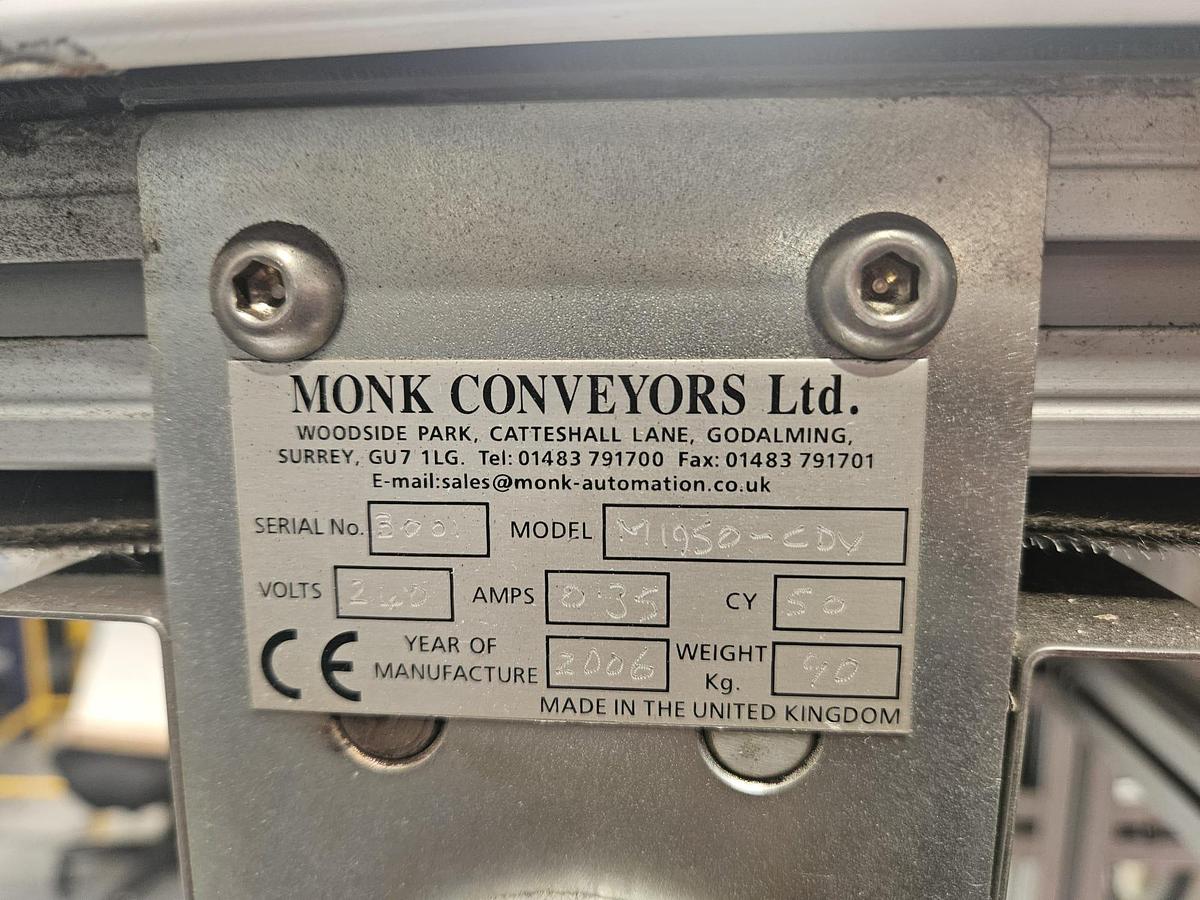 MONK CONVEYORS Ltd.
WOODSIDE PARK, CATTESHALL LANE, GODALMING,
SURREY, GU7 1LG. Tel: 01483 791700 Fax: 01483 791701
E-mail:sales@monk-automation.co.uk
SERIAL No. MODEL M1950-CDV
VOLTS 240 AMPS 0.35 CY 50
CE YEAR OF MANUFACTURE 2006 WEIGHT Kg. 90
MADE IN THE UNITED KINGDOM